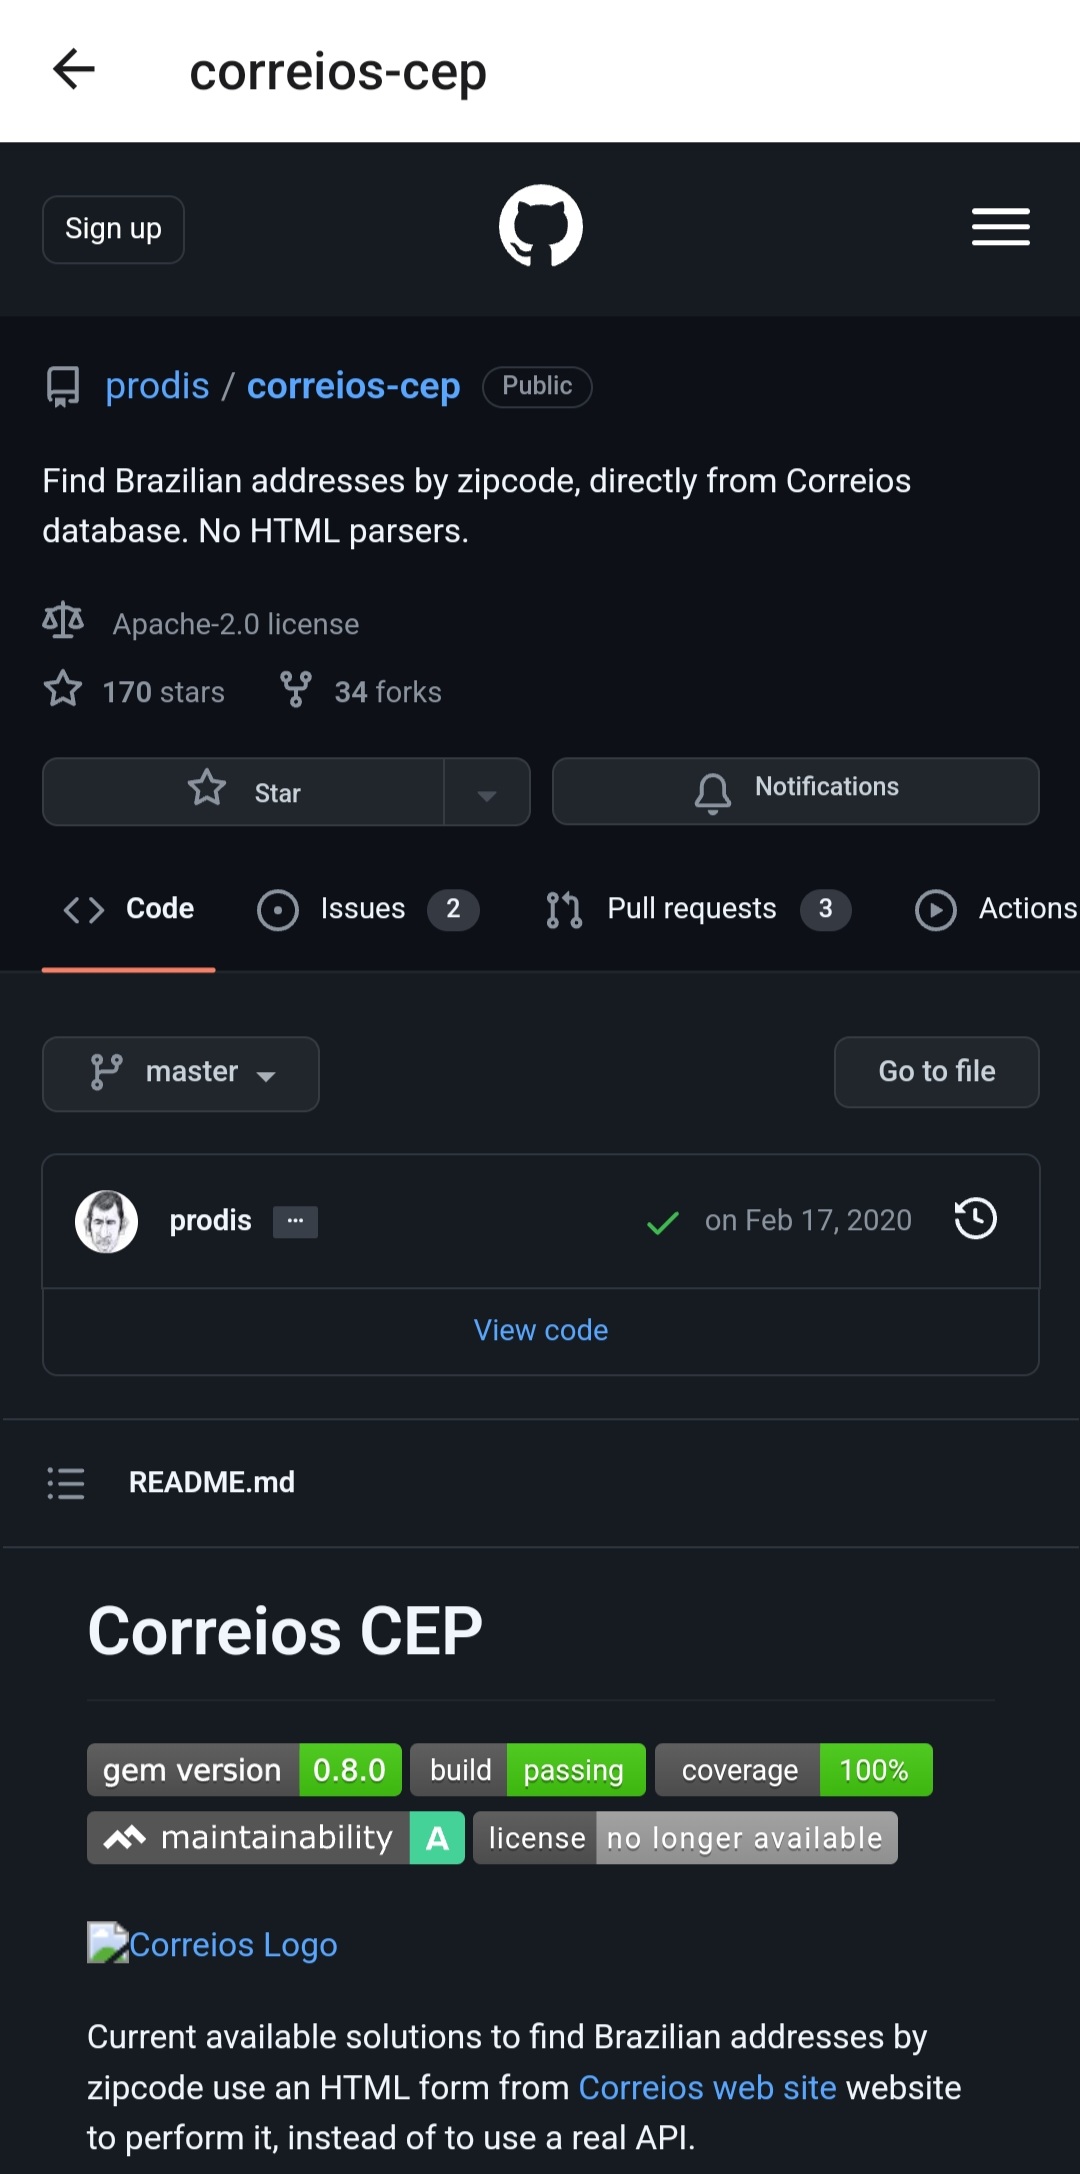 correios-cep
Sign up
prodis / correios-cep Public
Find Brazilian addresses by zipcode, directly from Correios
database. No HTML parsers.
Apache-2.0 license
170 stars 34 forks
Star Notifications
Code Issues 2 Pull requests 3 Actions
master Go to file
prodis ... on Feb 17, 2020
View code
README.md
Correios CEP
gem version 0.8.0 build passing coverage 100%
maintainability A license no longer available
Correios Logo
Current available solutions to find Brazilian addresses by
zipcode use an HTML form from Correios web site website
to perform it, instead of to use a real API.